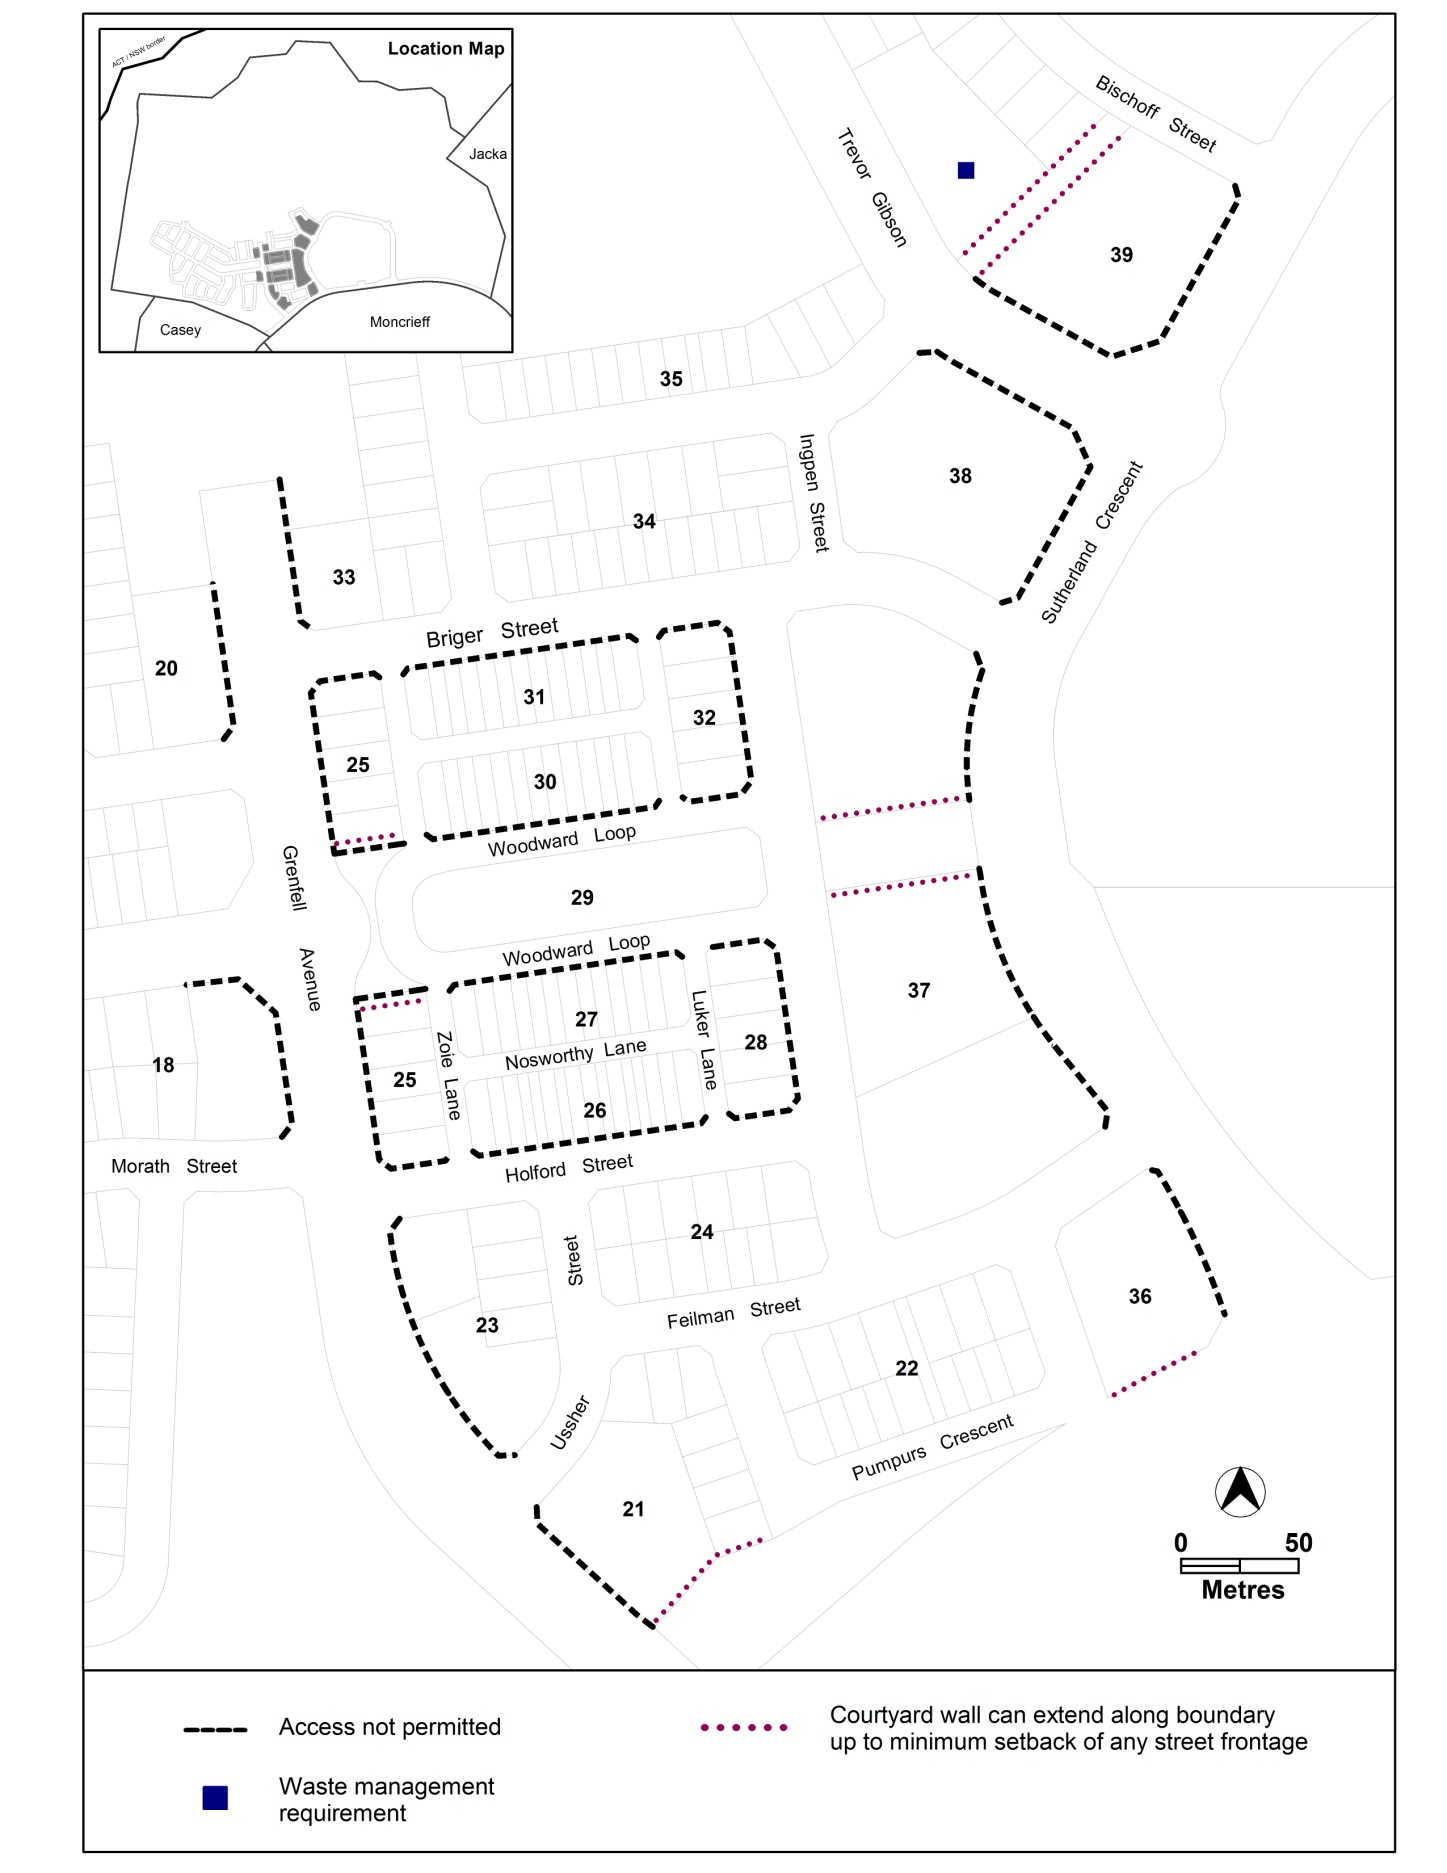 ACT / NSW border
Location Map
Jacka
Casey
Moncrieff
Bischoff Street
Trevor Gibson
39
35
Ingpen Street
38
34
Sutherland Crescent
33
Briger Street
20
31
32
25
30
Woodward Loop
Grenfell Avenue
29
Woodward Loop
37
27
Luker Lane
28
Nosworthy Lane
Zoie Lane
18
25
26
Morath Street
Holford Street
24
Ussher Street
36
Feilman Street
23
22
Pumpurs Crescent
21
0 50
Metres
Access not permitted
Courtyard wall can extend along boundary
up to minimum setback of any street frontage
Waste management
requirement